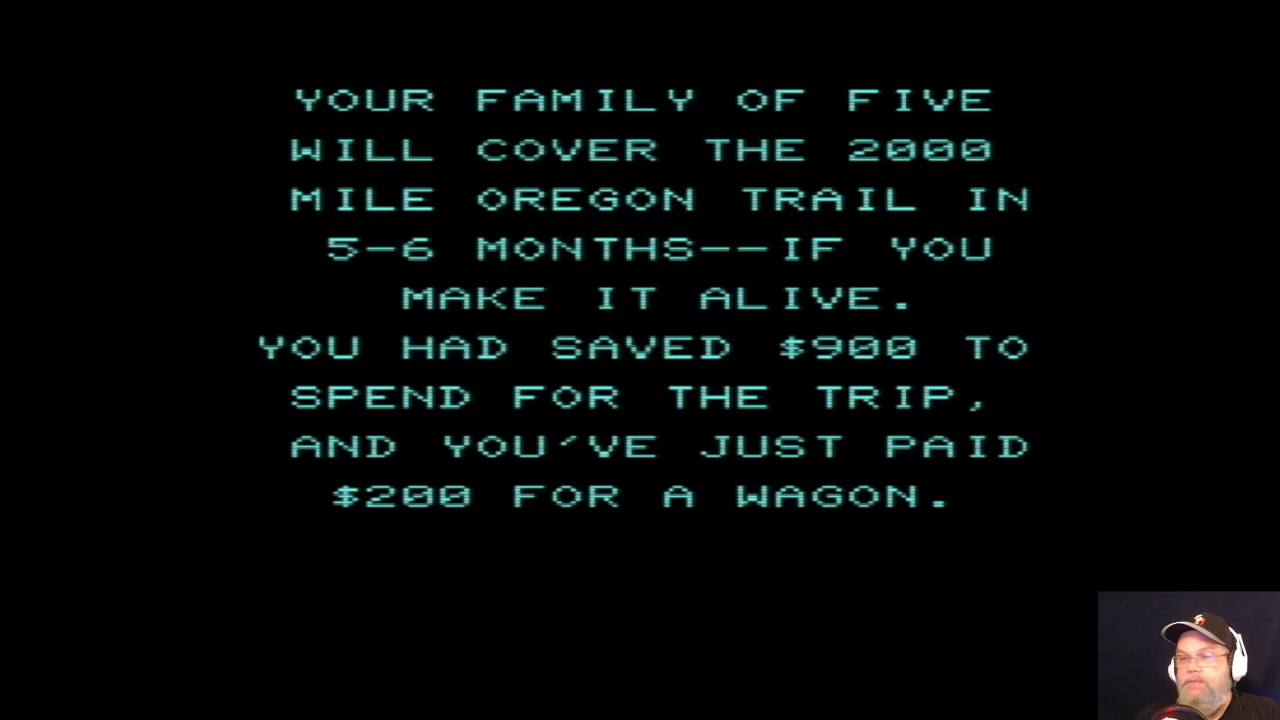 YOUR FAMILY OF FIVE
WILL COVER THE 2000
MILE OREGON TRAIL IN
5-6 MONTHS--IF YOU
MAKE IT ALIVE.
YOU HAD SAVED $900 TO
SPEND FOR THE TRIP,
AND YOU'VE JUST PAID
$200 FOR A WAGON.